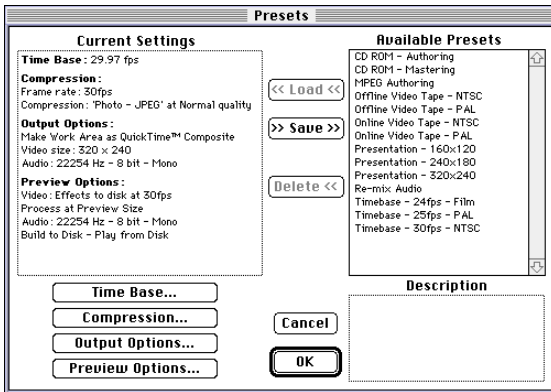 Presets
Current Settings
Time Base: 29.97 fps
Compression:
Frame rate: 30fps
Compression: 'Photo - JPEG' at Normal quality
Output Options:
Make Work Area as QuickTime™ Composite
Video size: 320 x 240
Audio: 22254 Hz - 8 bit - Mono
Preview Options:
Video: Effects to disk at 30fps
Process at Preview Size
Audio: 22254 Hz - 8 bit - Mono
Build to Disk - Play from Disk
<< Load <<
>> Save >>
Delete <<
Available Presets
CD ROM - Authoring
CD ROM - Mastering
MPEG Authoring
Offline Video Tape - NTSC
Offline Video Tape - PAL
Online Video Tape - NTSC
Online Video Tape - PAL
Presentation - 160x120
Presentation - 240x180
Presentation - 320x240
Re-mix Audio
Timebase - 24fps - Film
Timebase - 25fps - PAL
Timebase - 30fps - NTSC
Description
Time Base...
Compression...
Output Options...
Preview Options...
Cancel
OK